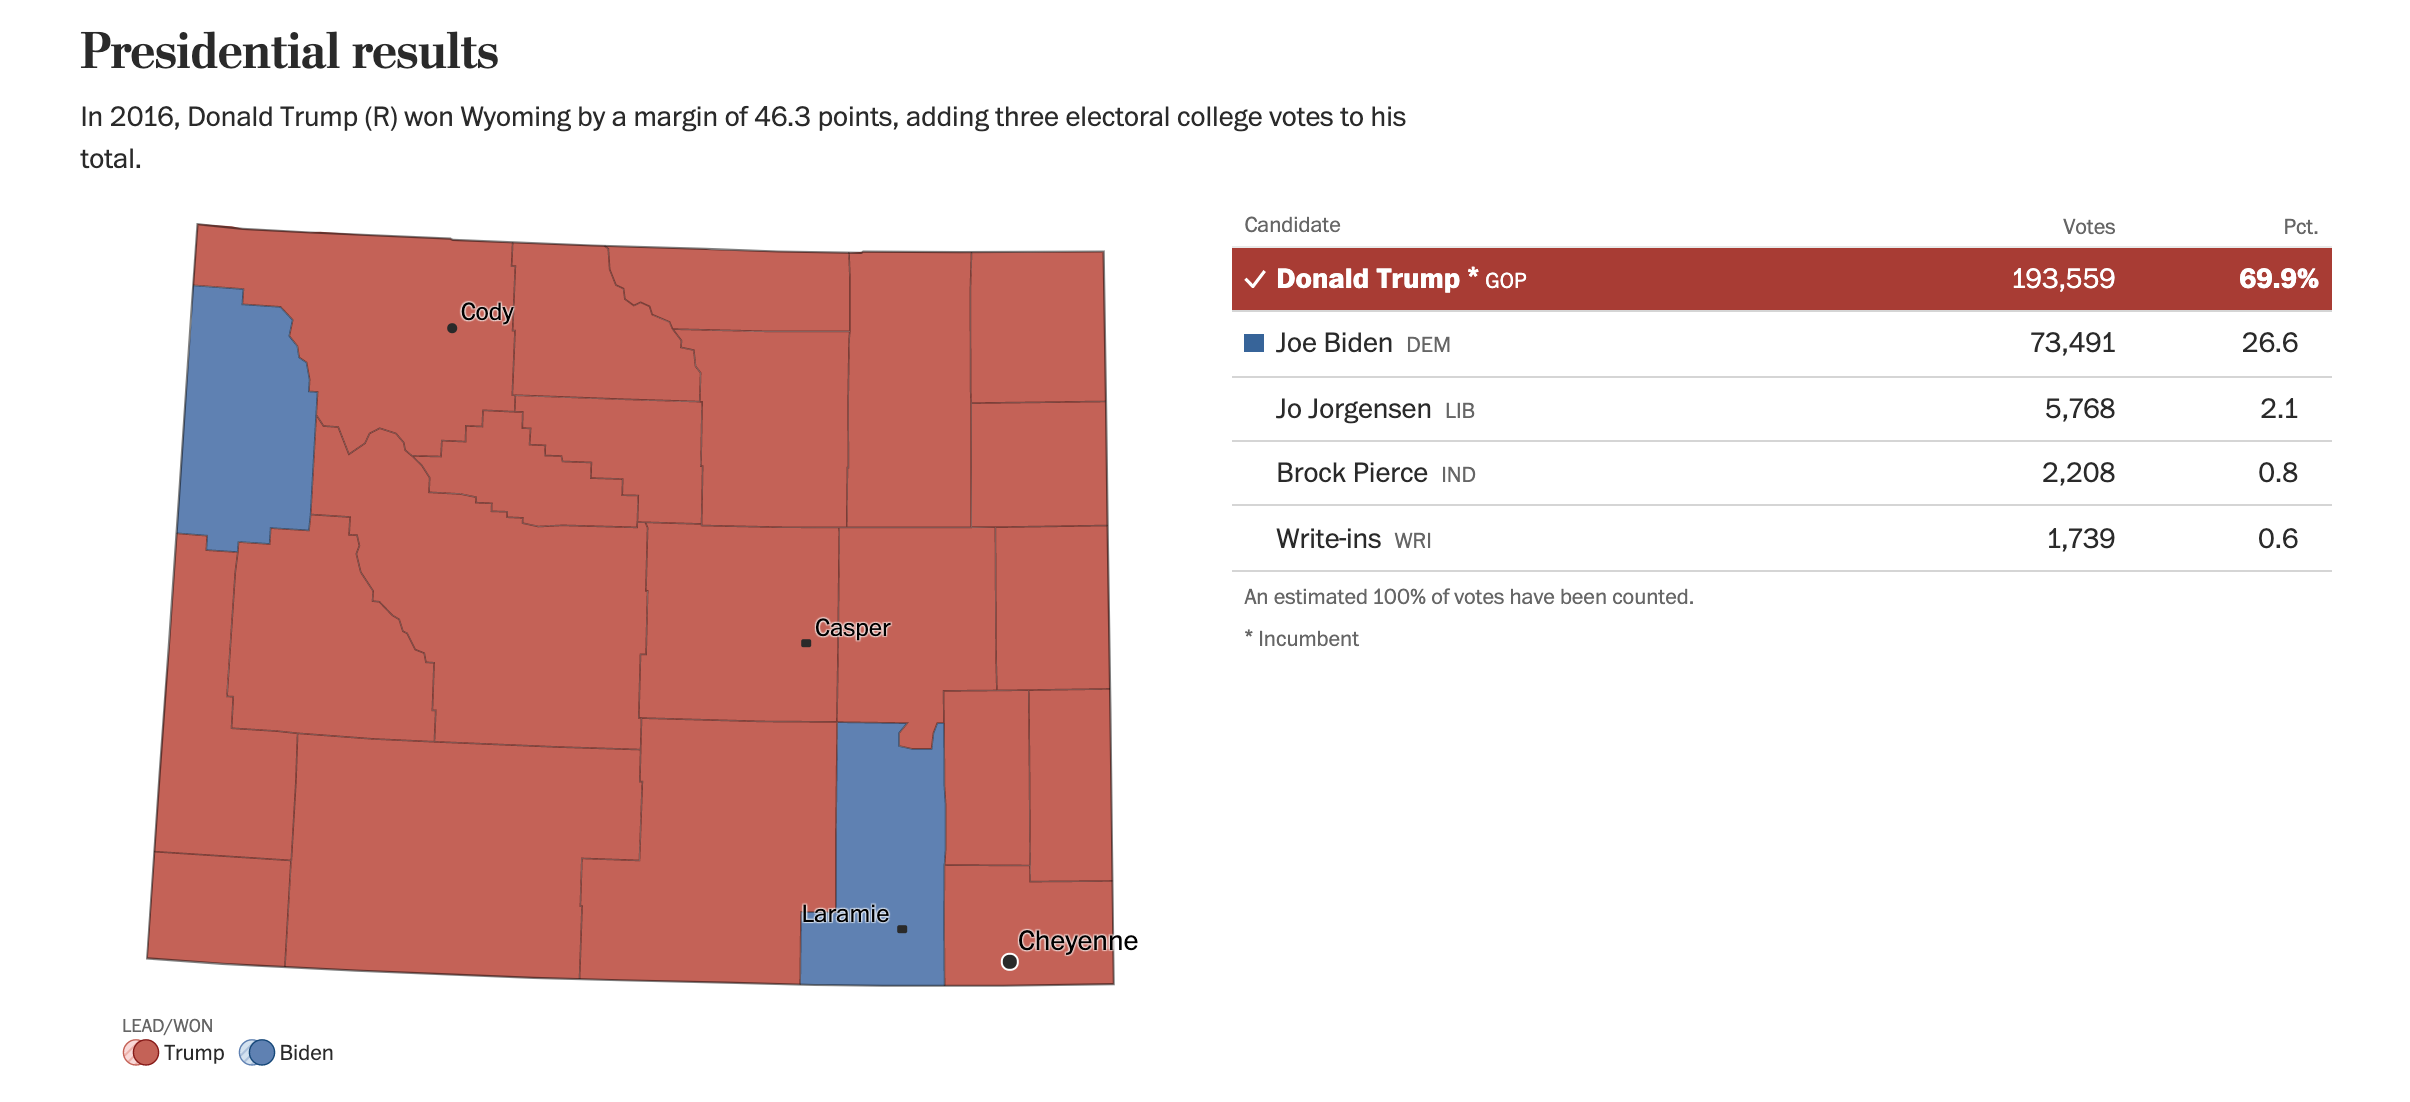 Presidential results
In 2016, Donald Trump (R) won Wyoming by a margin of 46.3 points, adding three electoral college votes to his
total.
Cody
Casper
Laramie
Cheyenne
LEAD/WON
Trump Biden
Candidate Votes Pct.
✓ Donald Trump * GOP 193,559 69.9%
Joe Biden DEM 73,491 26.6
Jo Jorgensen LIB 5,768 2.1
Brock Pierce IND 2,208 0.8
Write-ins WRI 1,739 0.6
An estimated 100% of votes have been counted.
* Incumbent